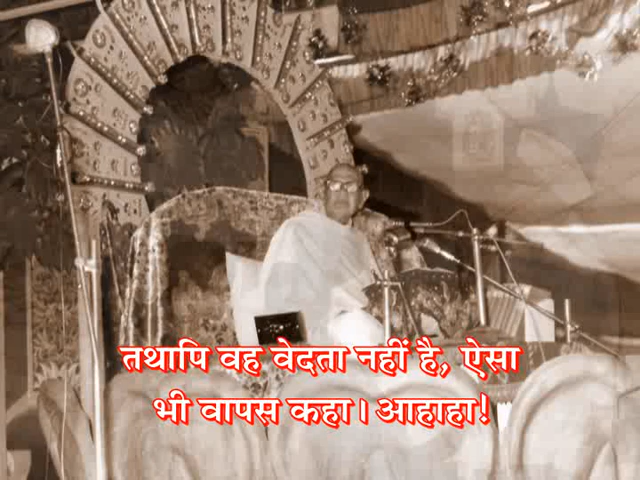 तथापि वह वेदता नहीं है, ऐसा
भी वापस कहा। आहाहा!